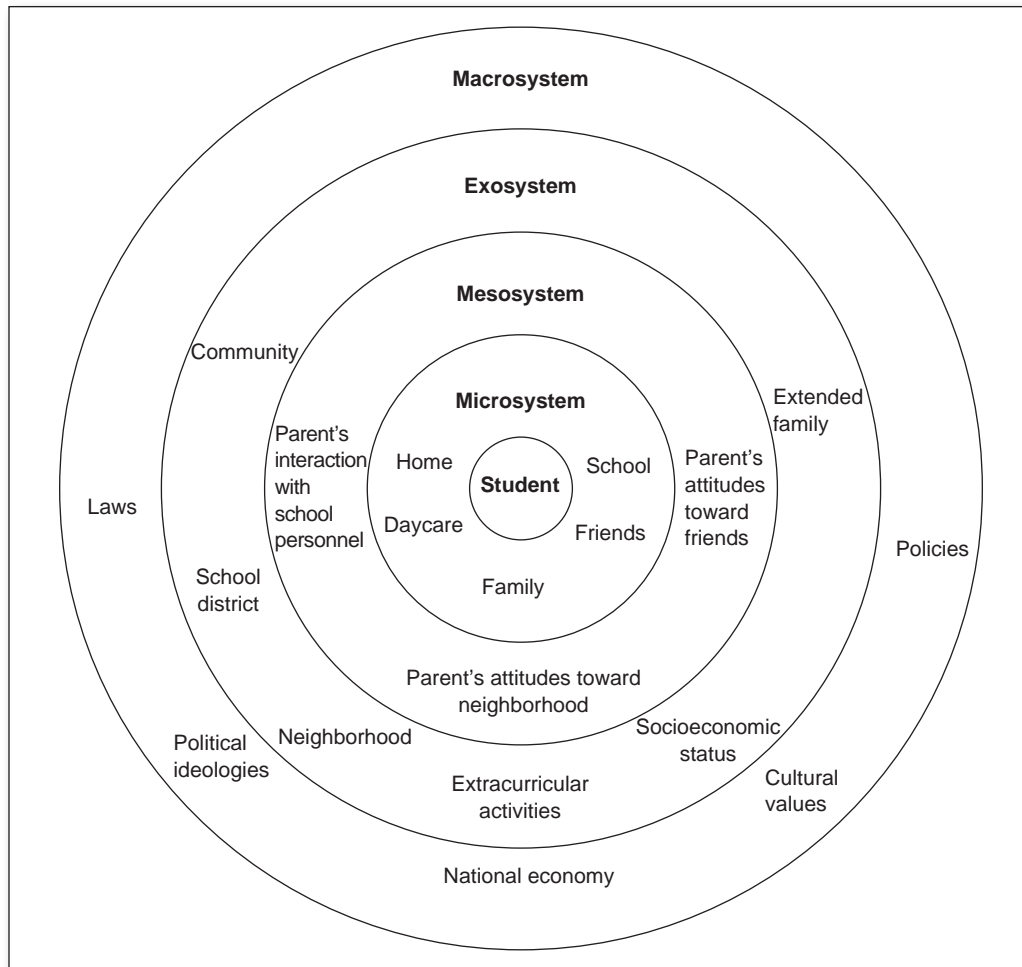 Macrosystem
Exosystem
Mesosystem
Community
Microsystem
Extended
family
Parent's
interaction
with
school
personnel
Home
School
Parent's
attitudes
toward
friends
Student
Laws
Daycare
Friends
Policies
School
district
Family
Parent's attitudes toward
neighborhood
Neighborhood
Socioeconomic
status
Political
ideologies
Extracurricular
activities
Cultural
values
National economy